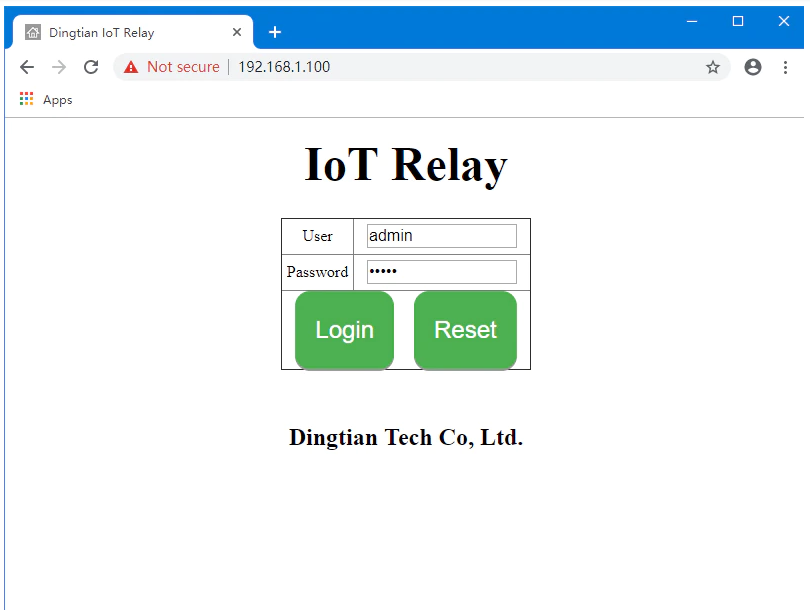 Dingtian IoT Relay
Not secure | 192.168.1.100
Apps
IoT Relay
User admin
Password •••••
Login Reset
Dingtian Tech Co, Ltd.